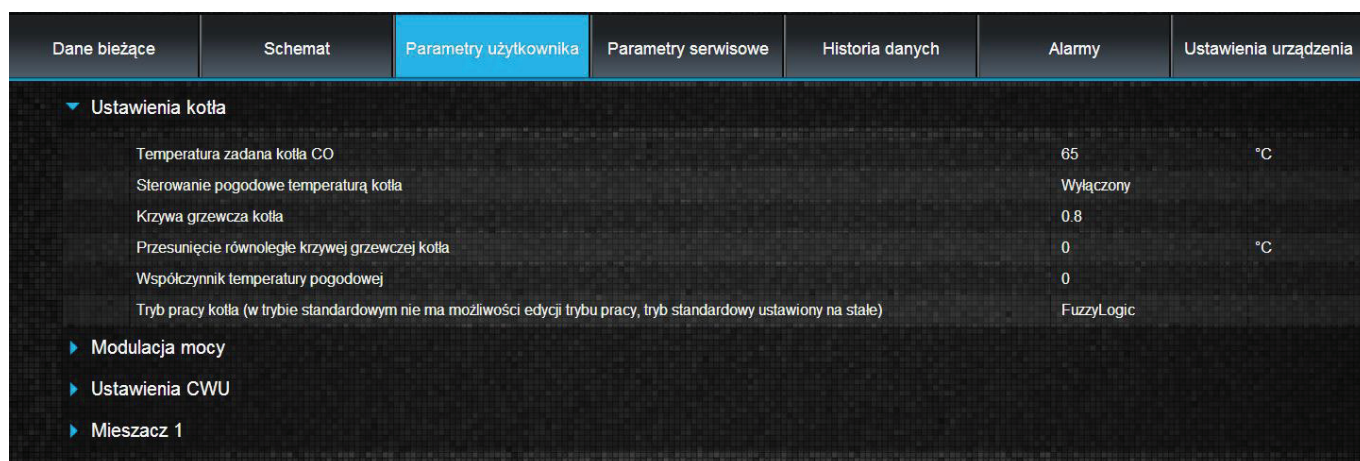 Dane bieżące Schemat Parametry użytkownika Parametry serwisowe Historia danych Alarmy Ustawienia urządzenia
Ustawienia kotła
Temperatura zadana kotła CO 65 °C
Sterowanie pogodowe temperaturą kotła Wyłączony
Krzywa grzewcza kotła 0.8
Przesunięcie równoległe krzywej grzewczej kotła 0 °C
Współczynnik temperatury pogodowej 0
Tryb pracy kotła (w trybie standardowym nie ma możliwości edycji trybu pracy, tryb standardowy ustawiony na stałe) FuzzyLogic
Modulacja mocy
Ustawienia CWU
Mieszacz 1